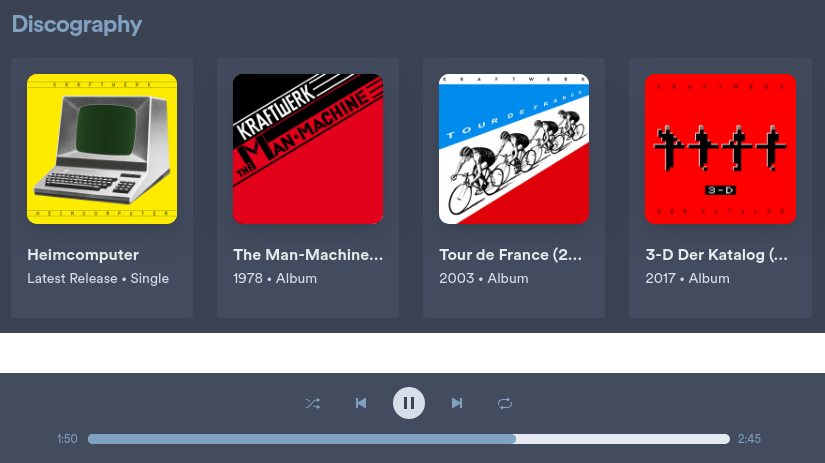 Discography
KRAFTWERK
HEIMCOMPUTER
KRAFTWERK
THE MAN-MACHINE
KRAFTWERK
TOUR DE FRANCE
KRAFTWERK
3-D
DER KATALOG
Heimcomputer
Latest Release • Single
The Man-Machine...
1978 • Album
Tour de France (2...
2003 • Album
3-D Der Katalog (...
2017 • Album
1:50
2:45